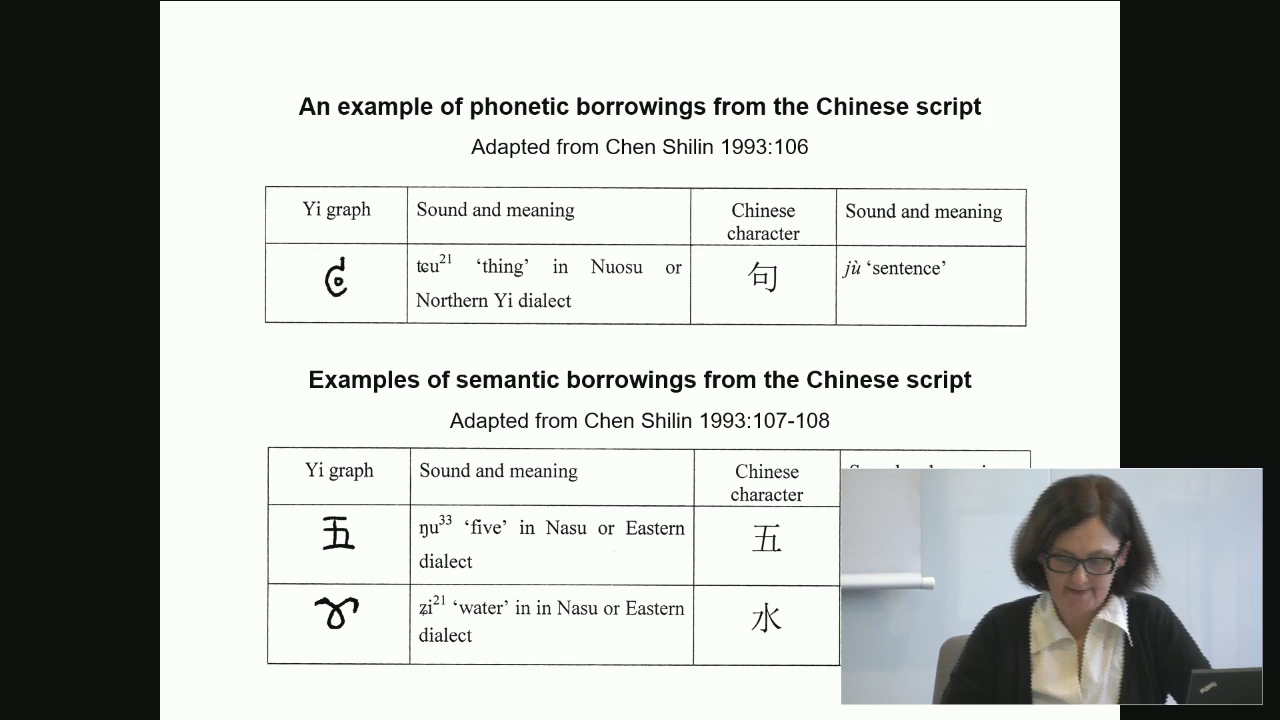 An example of phonetic borrowings from the Chinese script
Adapted from Chen Shilin 1993:106
Yi graph Sound and meaning Chinese character Sound and meaning
tɕu21 ‘thing’ in Nuosu or Northern Yi dialect 句 jù ‘sentence’
Examples of semantic borrowings from the Chinese script
Adapted from Chen Shilin 1993:107-108
Yi graph Sound and meaning Chinese character
ŋu33 ‘five’ in Nasu or Eastern dialect 五
ʑi21 ‘water’ in in Nasu or Eastern dialect 水